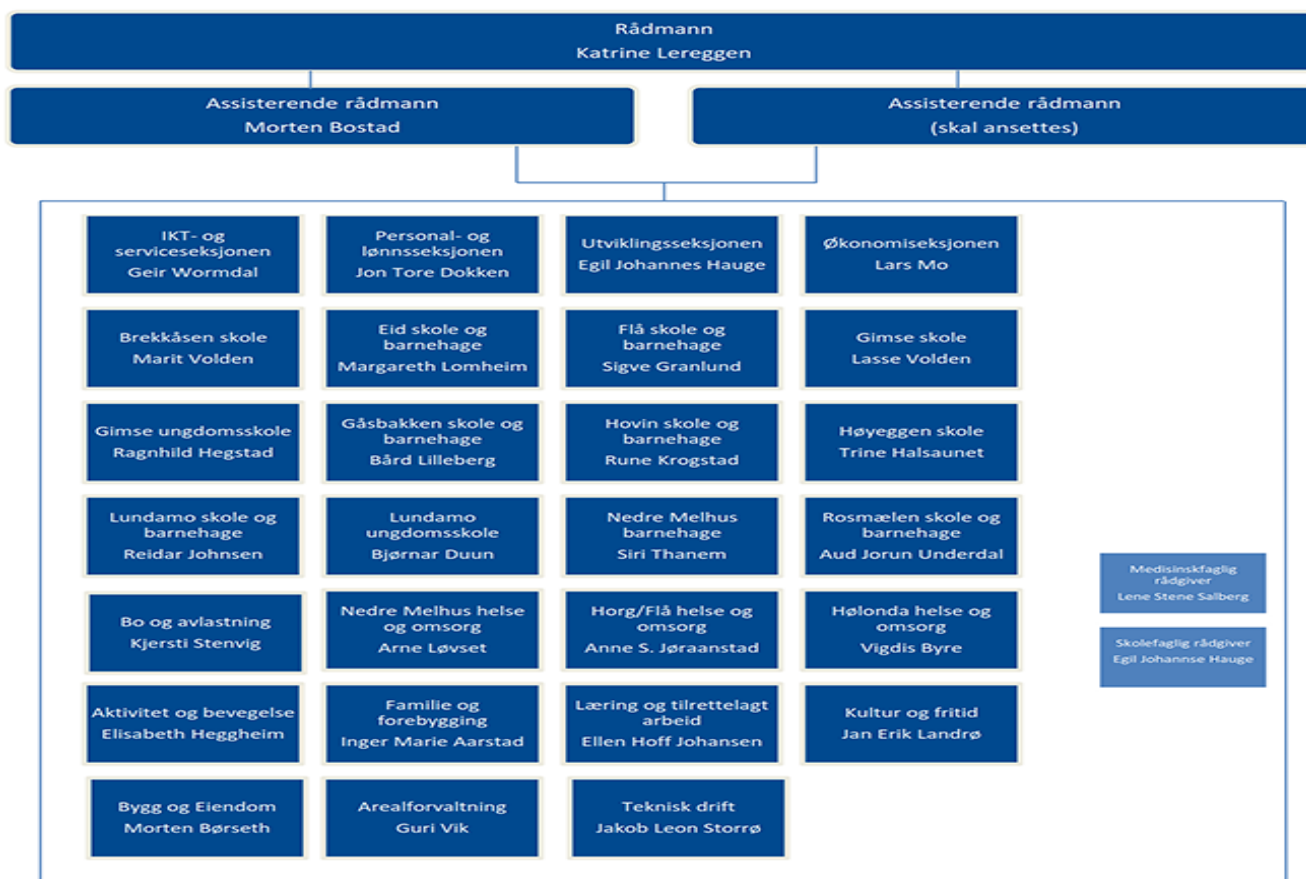 Rådmann
Katrine Lereggen
Assisterende rådmann
Morten Bostad
Assisterende rådmann
(skal ansettes)
IKT- og
serviceseksjonen
Geir Wormdal
Personal- og
lønnsseksjonen
Jon Tore Dokken
Utviklingsseksjonen
Egil Johannes Hauge
Økonomiseksjonen
Lars Mo
Brekkåsen skole
Marit Volden
Eid skole og
barnehage
Margareth Lomheim
Flå skole og
barnehage
Sigve Granlund
Gimse skole
Lasse Volden
Gimse ungdomsskole
Ragnhild Hegstad
Gåsbakken skole og
barnehage
Bård Lilleberg
Hovin skole og
barnehage
Rune Krogstad
Høyeggen skole
Trine Halsaunet
Lundamo skole og
barnehage
Reidar Johnsen
Lundamo
ungdomsskole
Bjørnar Duun
Nedre Melhus
barnehage
Siri Thanem
Rosmælen skole og
barnehage
Aud Jorun Underdal
Bo og avlastning
Kjersti Stenvig
Nedre Melhus helse
og omsorg
Arne Løvset
Horg/Flå helse og
omsorg
Anne S. Jøraanstad
Hølonda helse og
omsorg
Vigdis Byre
Aktivitet og bevegelse
Elisabeth Heggheim
Familie og
forebygging
Inger Marie Aarstad
Læring og tilrettelagt
arbeid
Ellen Hoff Johansen
Kultur og fritid
Jan Erik Landrø
Bygg og Eiendom
Morten Børseth
Arealforvaltning
Guri Vik
Teknisk drift
Jakob Leon Storrø
Medisinskfaglig
rådgiver
Lene Stene Salberg
Skolefaglig rådgiver
Egil Johannse Hauge